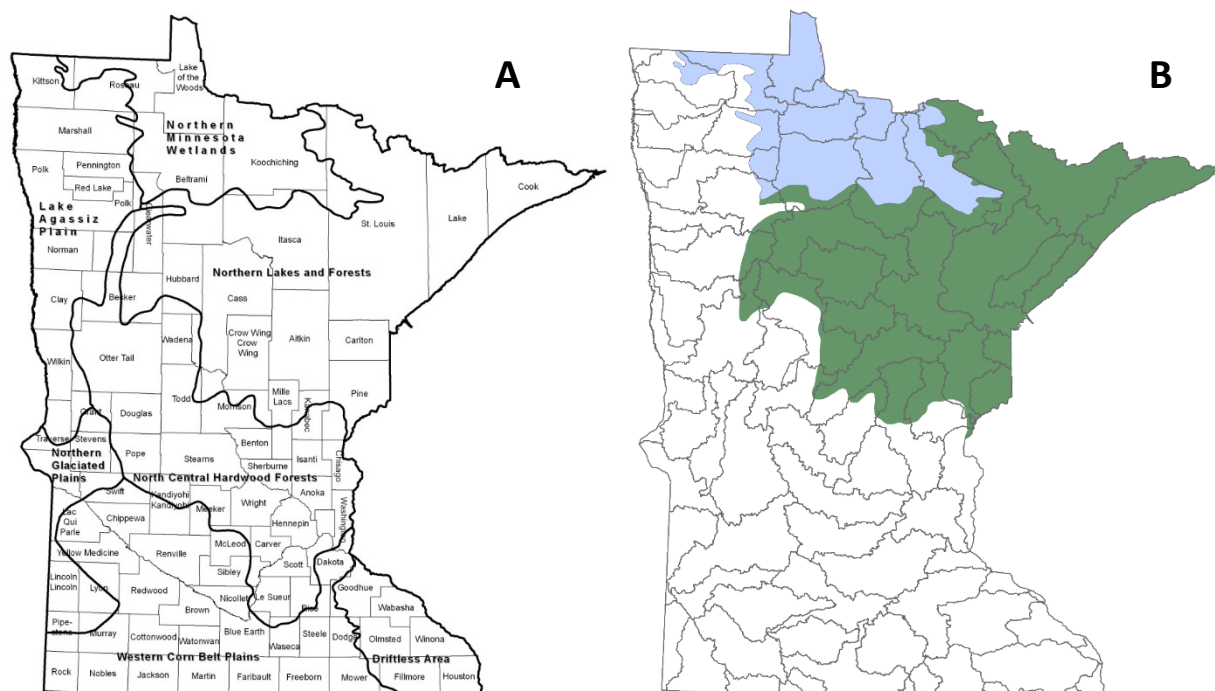 A
B
Kittson
Roseau
Lake
of the
Woods
Marshall
Northern
Minnesota
Wetlands
Koochiching
Pennington
Polk
Beltrami
Red Lake
Polk
Cook
Lake
Agassiz
Plain
Clearwater
St. Louis
Lake
Norman
Itasca
Hubbard
Northern Lakes and Forests
Clay
Becker
Cass
Wadena
Crow Wing
Crow
Wing
Aitkin
Carlton
Wilkin
Otter Tail
Mille
Lacs
Pine
Todd
Grant
Douglas
Morrison
Kanabec
Traverse
Stevens
Benton
Northern
Glaciated
Plains
Pope
Stearns
Sherburne
Isanti
Chisago
North Central Hardwood Forests
Swift
Kandiyohi
Kandiyohi
Meeker
Wright
Anoka
Washington
Lac
Qui
Parle
Chippewa
Hennepin
Yellow Medicine
Renville
McLeod
Carver
Scott
Dakota
Lincoln
Lincoln
Lyon
Redwood
Sibley
Nicollet
Le Sueur
Rice
Goodhue
Wabasha
Brown
Pipe-
stone
Murray
Cottonwood
Watonwan
Blue Earth
Waseca
Steele
Dodge
Olmsted
Winona
Western Corn Belt Plains
Driftless Area
Rock
Nobles
Jackson
Martin
Faribault
Freeborn
Mower
Fillmore
Houston